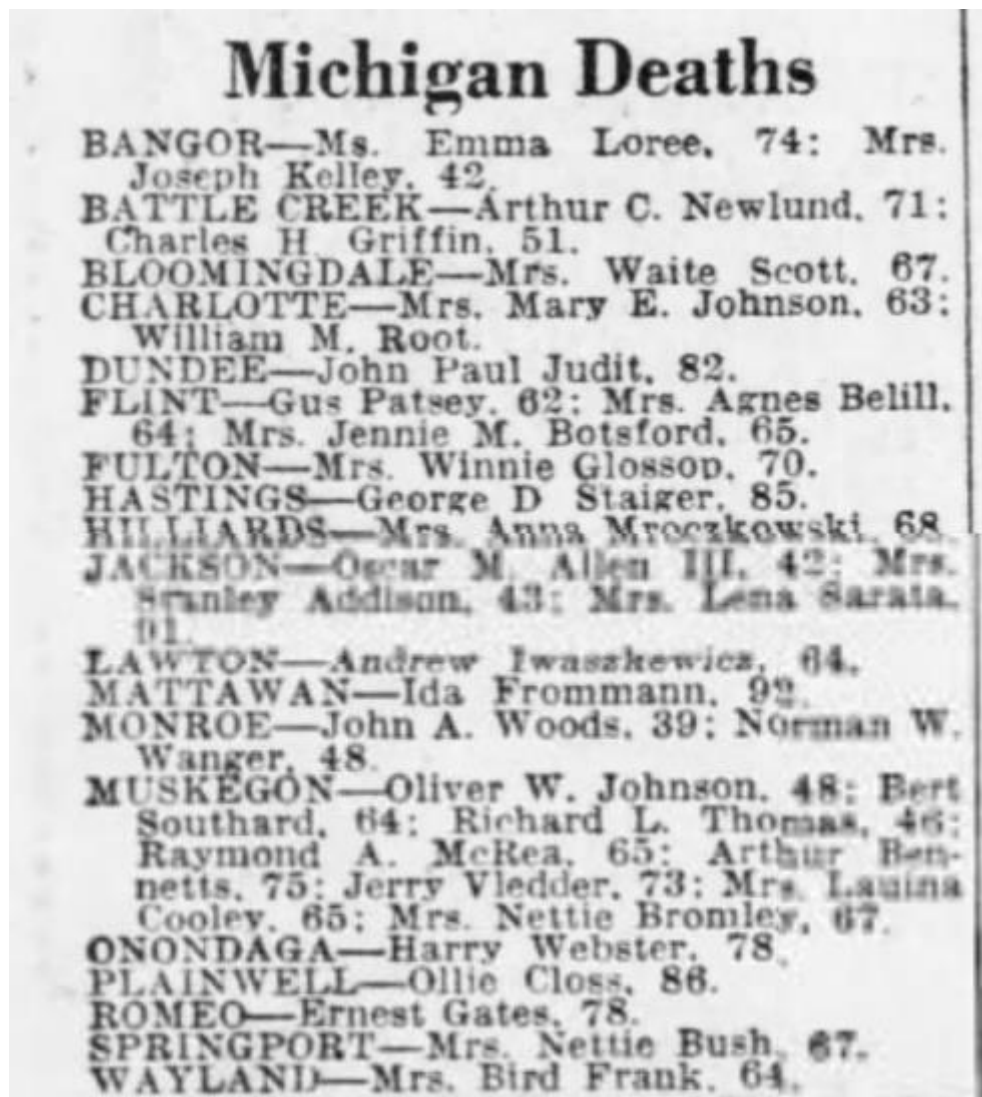 Michigan Deaths
BANGOR—Ms. Emma Loree, 74; Mrs.
Joseph Kelley, 42.
BATTLE CREEK—Arthur C. Newlund, 71;
Charles H Griffin, 51.
BLOOMINGDALE—Mrs. Waite Scott, 67.
CHARLOTTE—Mrs. Mary E. Johnson, 63;
William M. Root.
DUNDEE—John Paul Judit, 82.
FLINT—Gus Patsey, 62; Mrs. Agnes Belill,
64; Mrs. Jennie M. Botsford, 65.
FULTON—Mrs. Winnie Glossop, 70.
HASTINGS—George D Staiger, 85.
HILLIARDS—Mrs. Anna Mroczkowski, 68.
JACKSON—Oscar M. Allen III, 42; Mrs.
Stanley Addison, 43; Mrs. Lena Sarata,
91.
LAWTON—Andrew Iwaszkewicz, 64.
MATTAWAN—Ida Frommann, 92.
MONROE—John A. Woods, 39; Norman W.
Wanger, 48.
MUSKEGON—Oliver W. Johnson, 48; Bert
Southard, 64; Richard L. Thomas, 46;
Raymond A. McRea, 65; Arthur Ben-
netts, 75; Jerry Vledder, 73; Mrs.
Cooley, 65; Mrs. Nettie Bromley, 67.
ONONDAGA—Harry Webster, 78.
PLAINWELL—Ollie Closs, 86.
ROMEO—Ernest Gates, 78.
SPRINGPORT—Mrs. Nettie Bush, 67.
WAYLAND—Mrs. Bird Frank, 64.